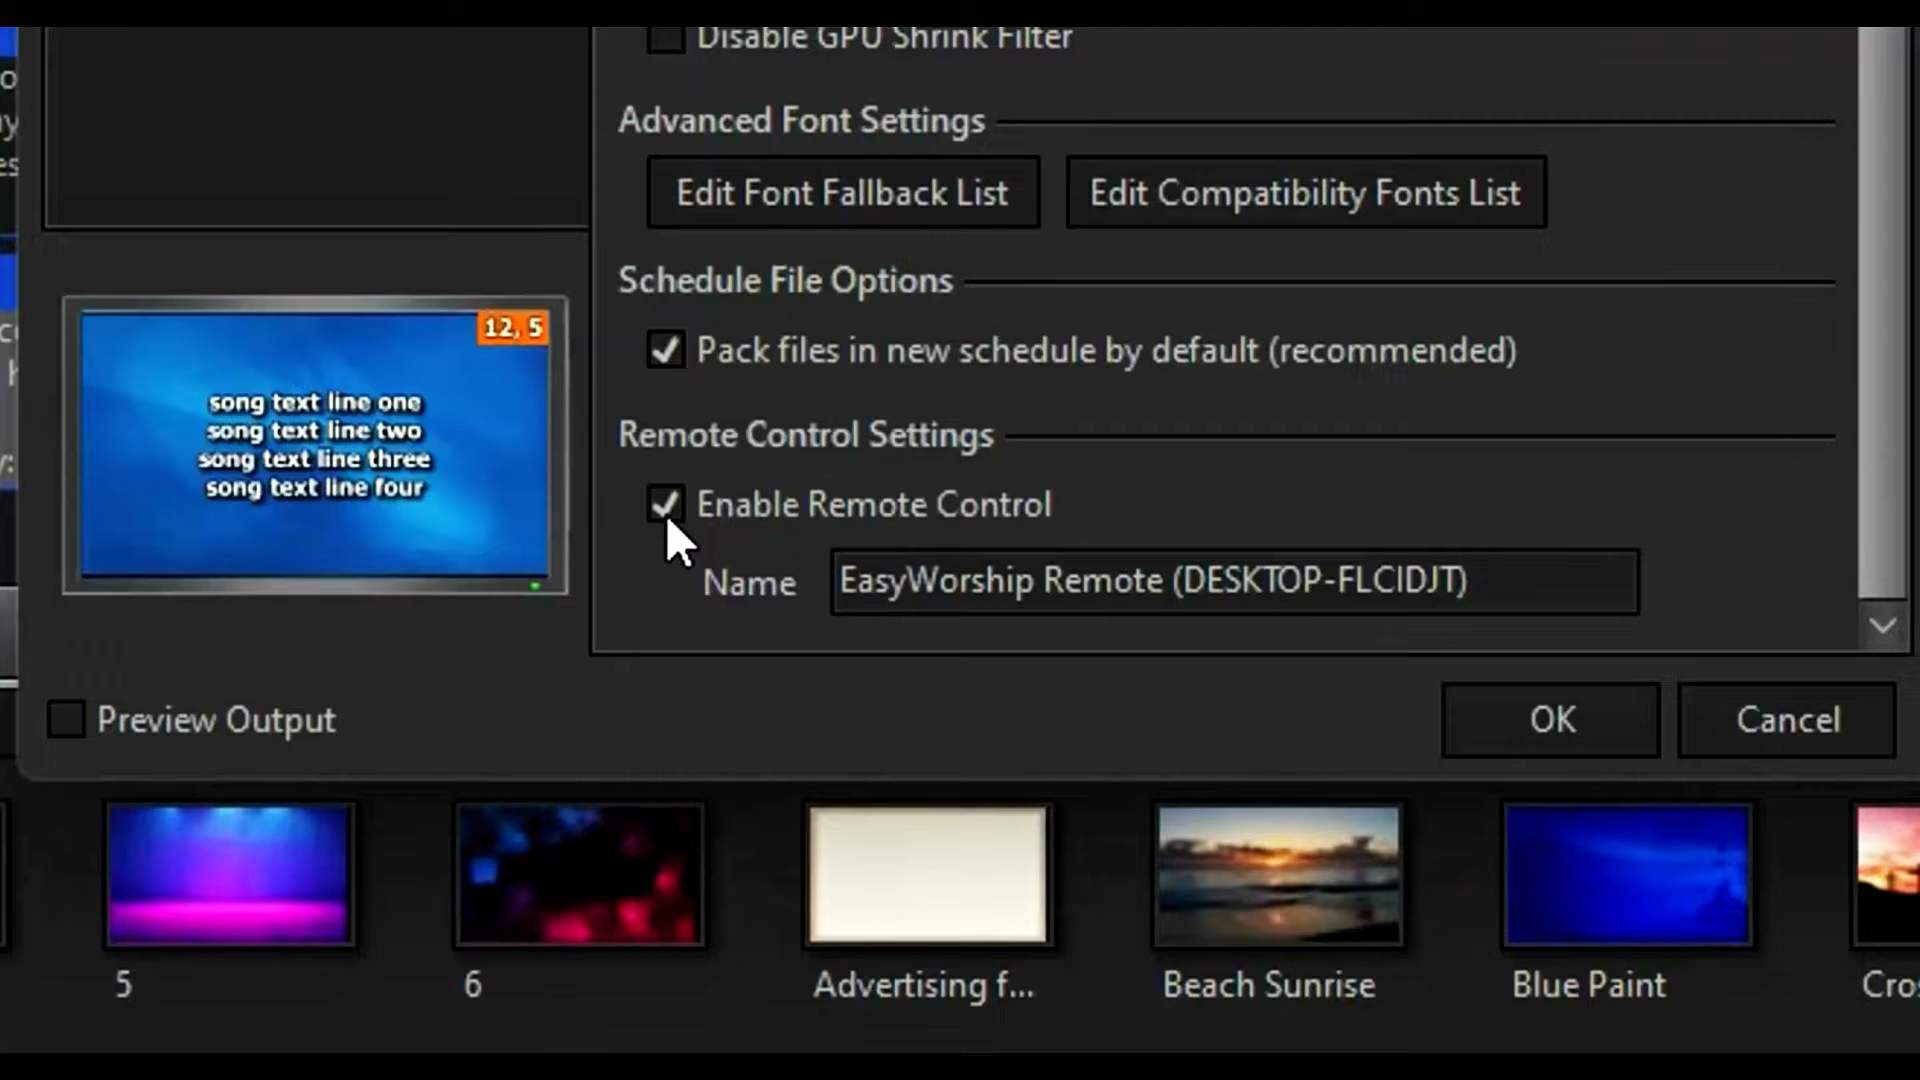 Disable GPU Shrink Filter
Advanced Font Settings
Edit Font Fallback List
Edit Compatibility Fonts List
Schedule File Options
12, 5
Pack files in new schedule by default (recommended)
song text line one
song text line two
song text line three
song text line four
Remote Control Settings
Enable Remote Control
Name
EasyWorship Remote (DESKTOP-FLCIDJT)
Preview Output
OK
Cancel
5
6
Advertising f...
Beach Sunrise
Blue Paint
Cros